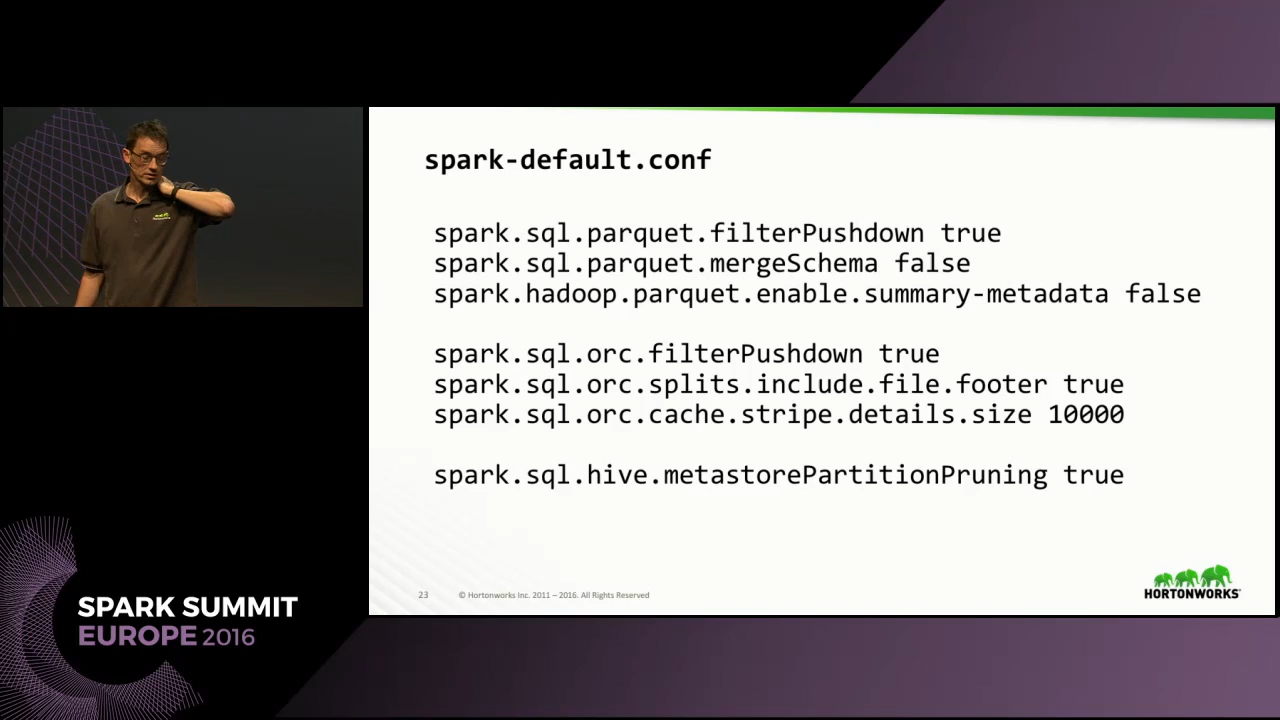 spark-default.conf
spark.sql.parquet.filterPushdown true
spark.sql.parquet.mergeSchema false
spark.hadoop.parquet.enable.summary-metadata false
spark.sql.orc.filterPushdown true
spark.sql.orc.splits.include.file.footer true
spark.sql.orc.cache.stripe.details.size 10000
spark.sql.hive.metastorePartitionPruning true
23 © Hortonworks Inc. 2011 – 2016. All Rights Reserved
HORTONWORKS
SPARK SUMMIT
EUROPE 2016